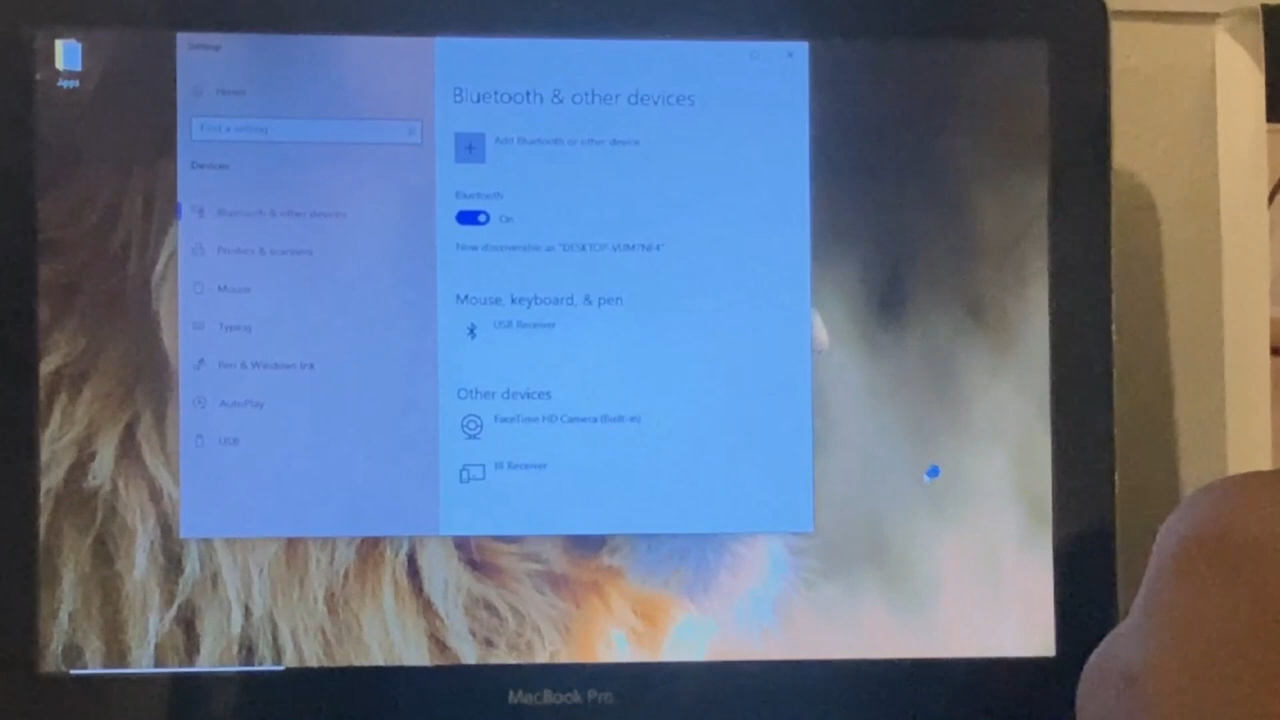 Apps
Settings
Home
Find a setting
Devices
Bluetooth & other devices
Printers & scanners
Mouse
Typing
Pen & Windows Ink
AutoPlay
USB
Bluetooth & other devices
Add Bluetooth or other device
Bluetooth
On
Now discoverable as
Mouse, keyboard, & pen
USB Receiver
Other devices
FaceTime HD Camera (Built-in)
IR Receiver
MacBook Pro